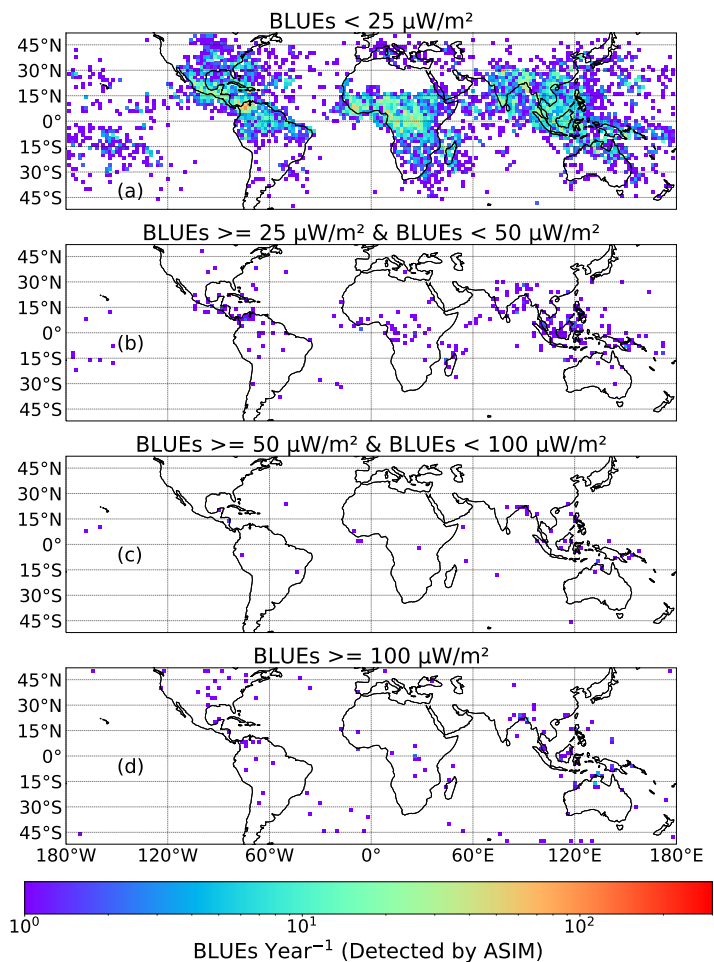 BLUEs < 25 μW/m²
45°N
30°N
15°N
0°
15°S
30°S
45°S
(a)
BLUEs >= 25 μW/m² & BLUEs < 50 μW/m²
45°N
30°N
15°N
0°
15°S
30°S
45°S
(b)
BLUEs >= 50 μW/m² & BLUEs < 100 μW/m²
45°N
30°N
15°N
0°
15°S
30°S
45°S
(c)
BLUEs >= 100 μW/m²
45°N
30°N
15°N
0°
15°S
30°S
45°S
(d)
180°W 120°W 60°W 0° 60°E 120°E 180°E
10⁰ 10¹ 10²
BLUEs Year⁻¹ (Detected by ASIM)